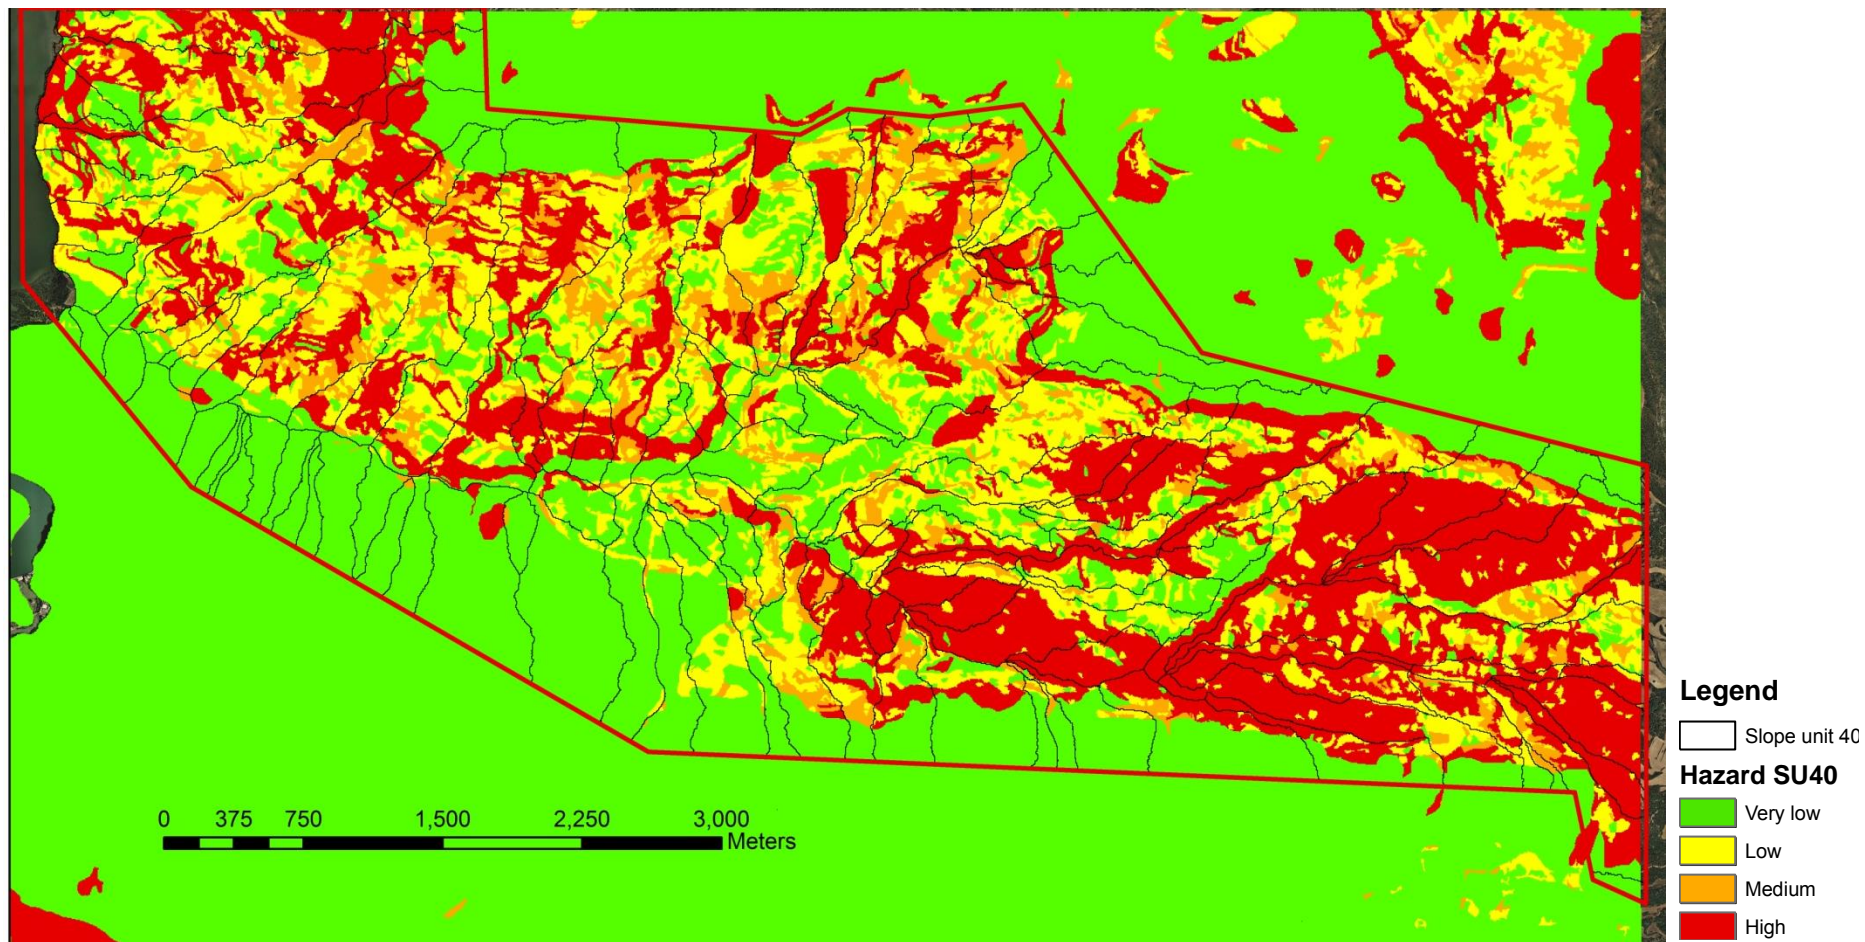 0 375 750 1,500 2,250 3,000
Meters
Legend
Slope unit 40
Hazard SU40
Very low
Low
Medium
High